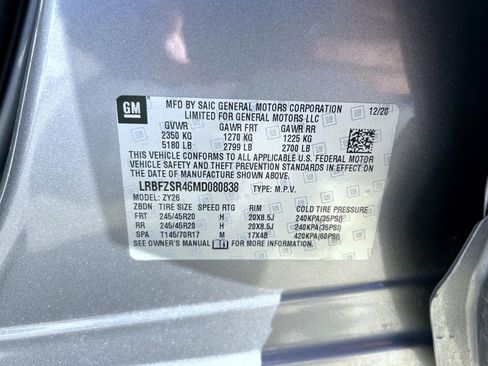 GM
MFD BY SAIC GENERAL MOTORS CORPORATION 12/20
LIMITED FOR GENERAL MOTORS LLC
GVWR GAWR FRT GAWR RR
2350 KG 1270 KG 1225 KG
5180 LB 2799 LB 2700 LB
THIS VEHICLE CONFORMS TO ALL APPLICABLE U.S. FEDERAL MOTOR
VEHICLE SAFETY AND THEFT PREVENTION STANDARDS IN EFFECT ON
THE DATE OF MANUFACTURE SHOWN ABOVE.
LRBFZSR46MD080838 TYPE: M.P.V.
MODEL: ZY26
ZBDN TIRE SIZE SPEED RTG RIM COLD TIRE PRESSURE
FRT 245/45R20 H 20X8.5J 240KPA(35PSI)
RR 245/45R20 H 20X8.5J 240KPA(35PSI)
SPA T145/70R17 M 17X4B 420KPA(60PSI)
SEE OWNER'S MANUAL FOR MORE INFORMATION.